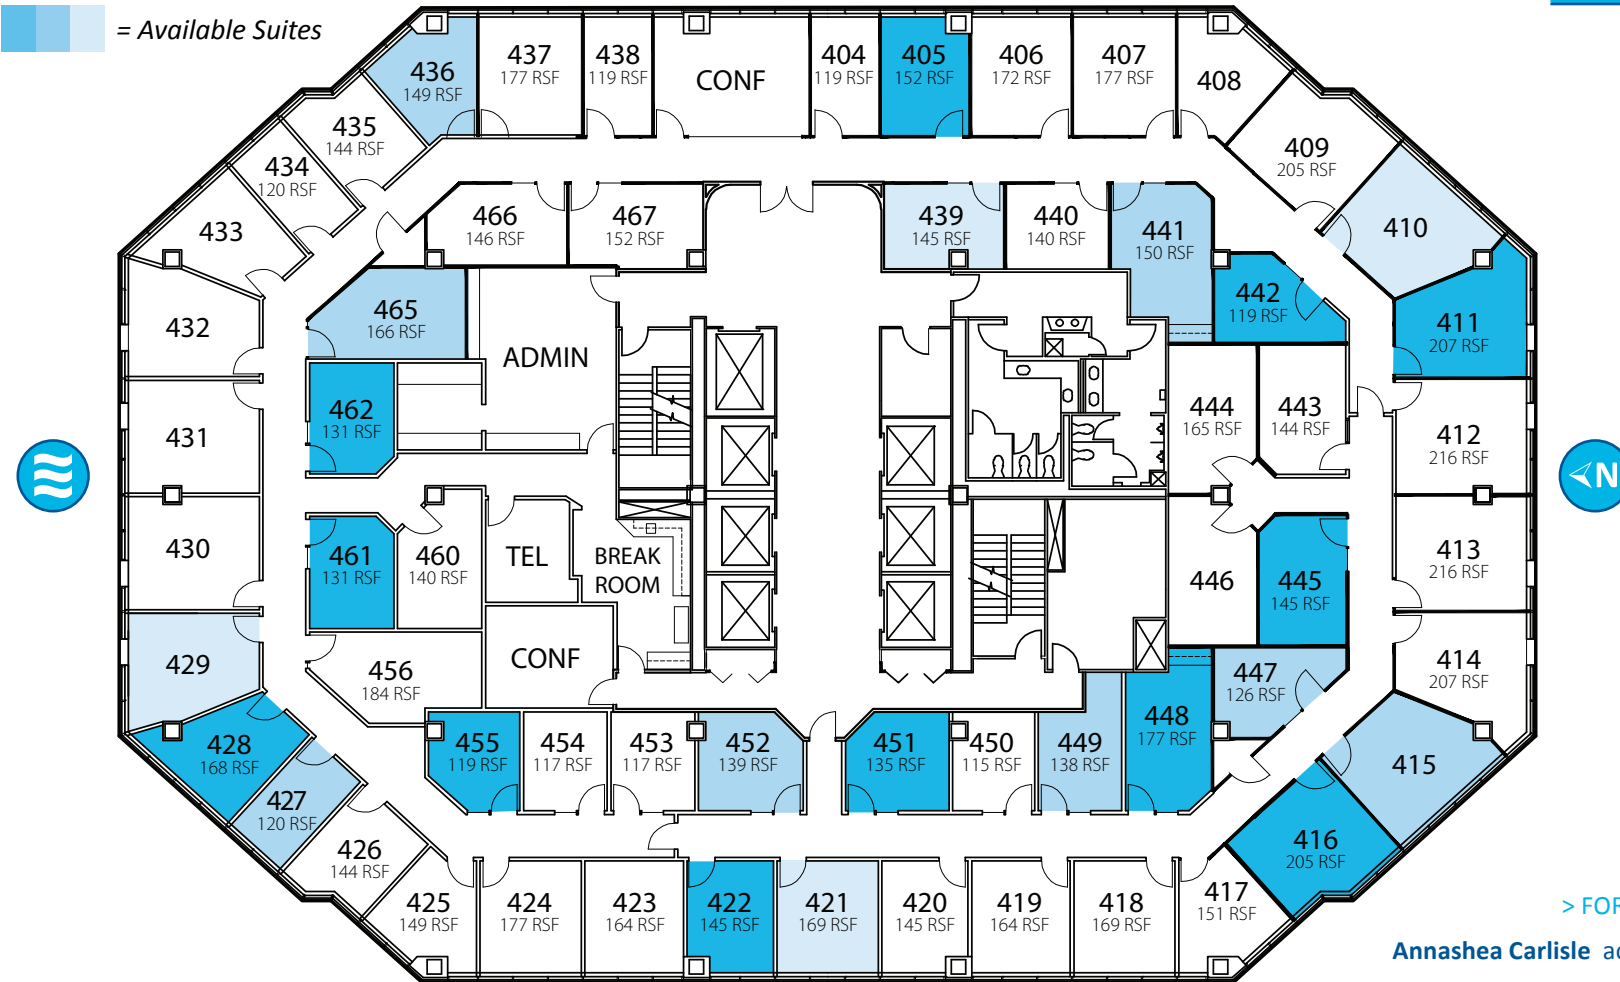 = Available Suites
436
149 RSF
437
177 RSF
438
119 RSF
CONF
404
119 RSF
405
152 RSF
406
172 RSF
407
177 RSF
408
435
144 RSF
409
205 RSF
434
120 RSF
433
466
146 RSF
467
152 RSF
439
145 RSF
440
140 RSF
441
150 RSF
410
432
465
166 RSF
ADMIN
442
119 RSF
411
207 RSF
431
462
131 RSF
444
165 RSF
443
144 RSF
412
216 RSF
N
430
461
131 RSF
460
140 RSF
TEL
BREAK
ROOM
446
445
145 RSF
413
216 RSF
429
456
184 RSF
CONF
447
126 RSF
414
207 RSF
428
168 RSF
455
119 RSF
454
117 RSF
453
117 RSF
452
139 RSF
451
135 RSF
450
115 RSF
449
138 RSF
448
177 RSF
415
427
120 RSF
426
144 RSF
416
205 RSF
425
149 RSF
424
177 RSF
423
164 RSF
422
145 RSF
421
169 RSF
420
145 RSF
419
164 RSF
418
169 RSF
417
151 RSF
> FOR
Annashea Carlisle